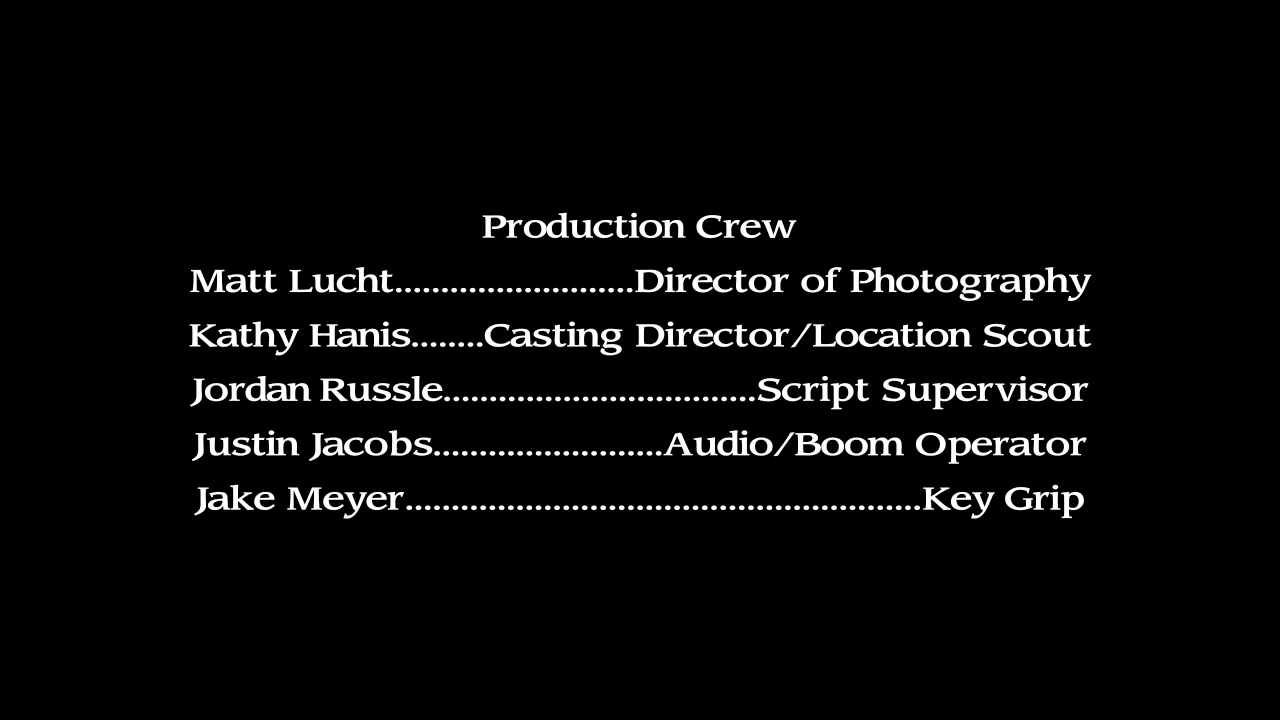 Production Crew
Matt Lucht..........................Director of Photography
Kathy Hanis........Casting Director/Location Scout
Jordan Russle..................................Script Supervisor
Justin Jacobs.........................Audio/Boom Operator
Jake Meyer........................................................Key Grip